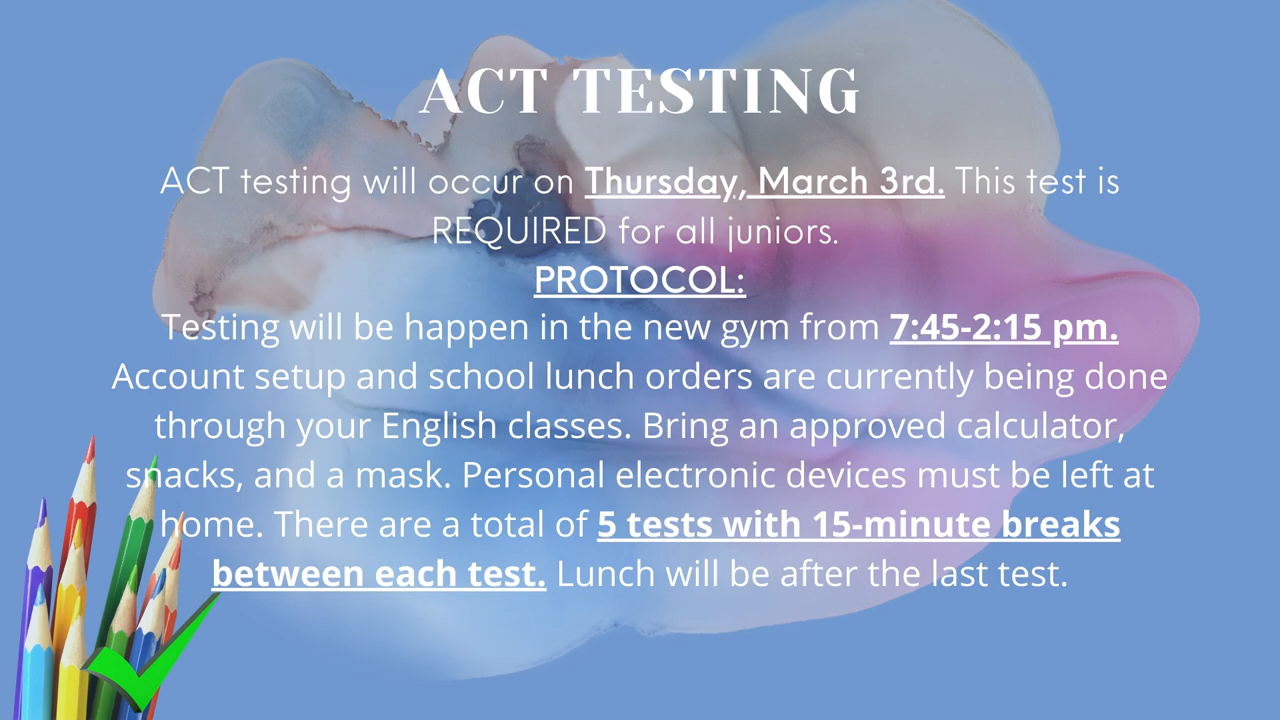 ACT TESTING
ACT testing will occur on Thursday, March 3rd. This test is
REQUIRED for all juniors.
PROTOCOL:
Testing will be happen in the new gym from 7:45-2:15 pm.
Account setup and school lunch orders are currently being done
through your English classes. Bring an approved calculator,
snacks, and a mask. Personal electronic devices must be left at
home. There are a total of 5 tests with 15-minute breaks
between each test. Lunch will be after the last test.